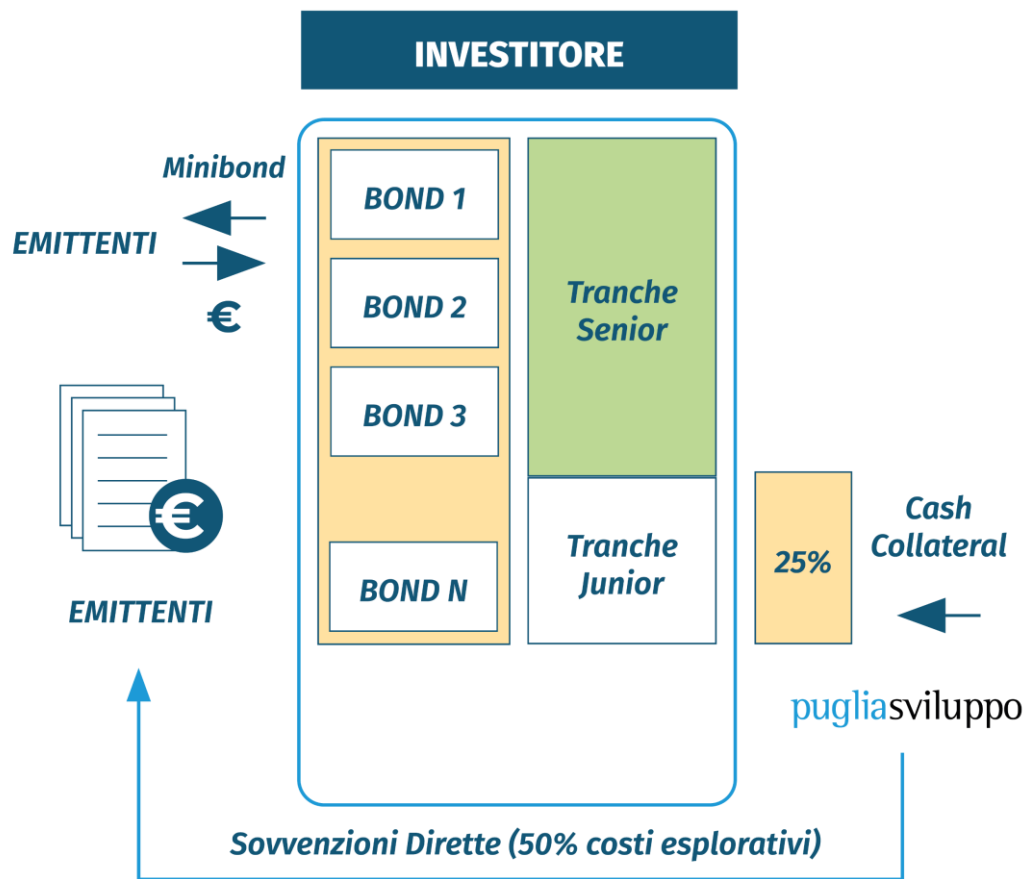 INVESTITORE
Minibond
EMITTENTI
€
BOND 1
BOND 2
BOND 3
BOND N
Tranche
Senior
Tranche
Junior
25%
Cash
Collateral
€
EMITTENTI
pugliasviluppo
Sovvenzioni Dirette (50% costi esplorativi)